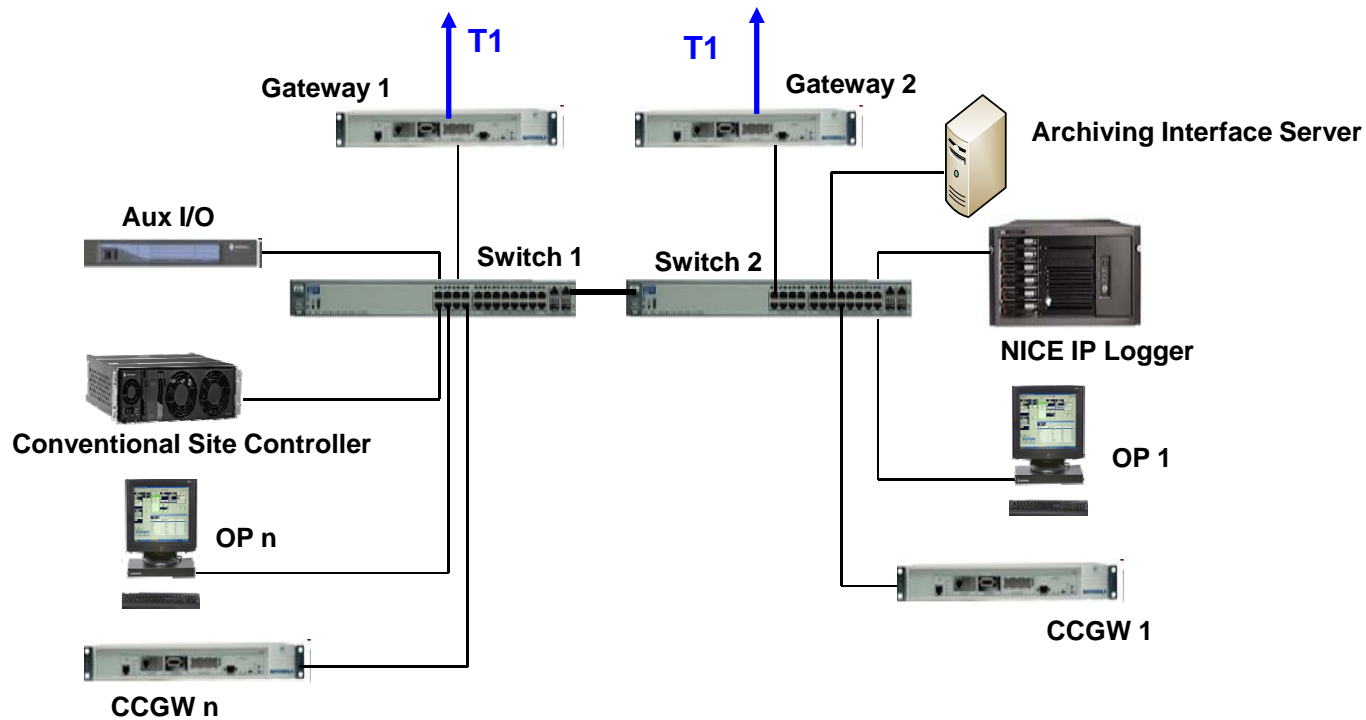 T1
T1
Gateway 1
Gateway 2
Archiving Interface Server
Aux I/O
Switch 1
Switch 2
NICE IP Logger
Conventional Site Controller
OP 1
OP n
CCGW 1
CCGW n